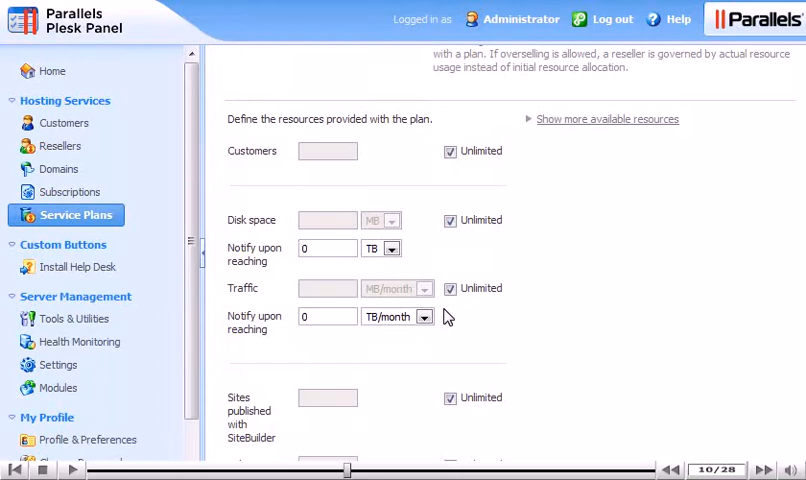 Parallels
Plesk Panel
Logged in as Administrator Log out ? Help
Parallels
Home
Hosting Services
Customers
Resellers
Domains
Subscriptions
Service Plans
Custom Buttons
Install Help Desk
Server Management
Tools & Utilities
Health Monitoring
Settings
Modules
My Profile
Profile & Preferences
with a plan. If overselling is allowed, a reseller is governed by actual resource
usage instead of initial resource allocation.
Define the resources provided with the plan.
Show more available resources
Customers Unlimited
Disk space MB Unlimited
Notify upon
reaching
0 TB
Traffic MB/month Unlimited
Notify upon
reaching
0 TB/month
Sites
published
with
SiteBuilder
Unlimited
10/28